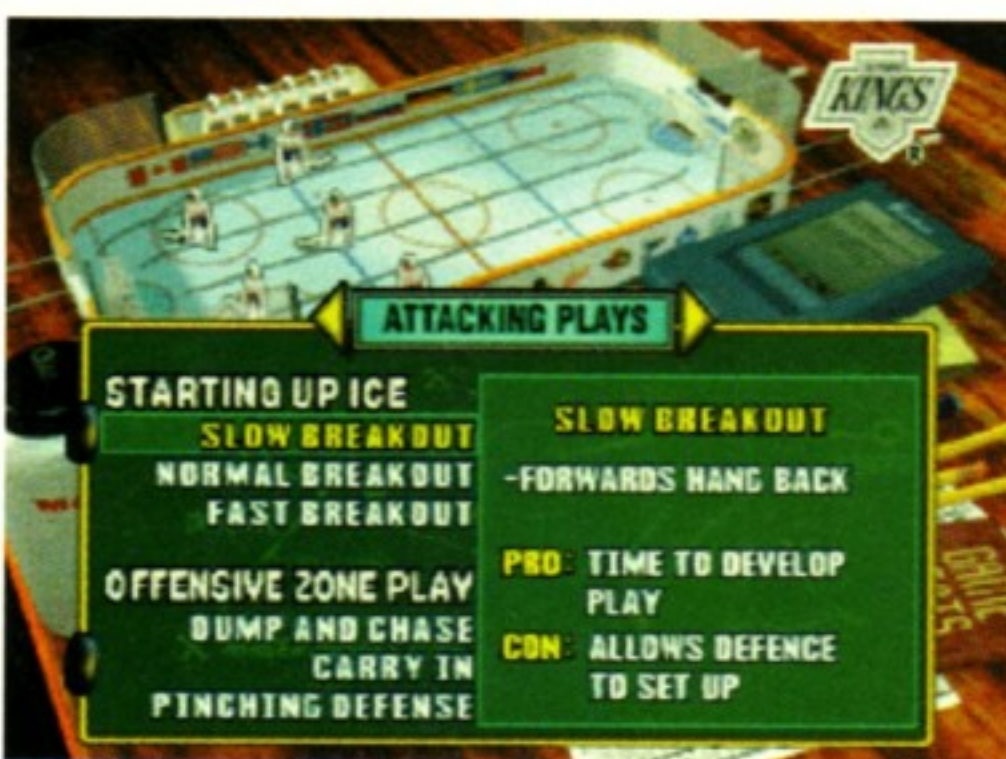 KINGS
®
ATTACKING PLAYS
STARTING UP ICE
SLOW BREAKOUT
NORMAL BREAKOUT
FAST BREAKOUT
OFFENSIVE ZONE PLAY
DUMP AND CHASE
CARRY IN
PINCHING DEFENSE
SLOW BREAKOUT
-FORWARDS HANG BACK
PRO: TIME TO DEVELOP
PLAY
CON: ALLOWS DEFENCE
TO SET UP